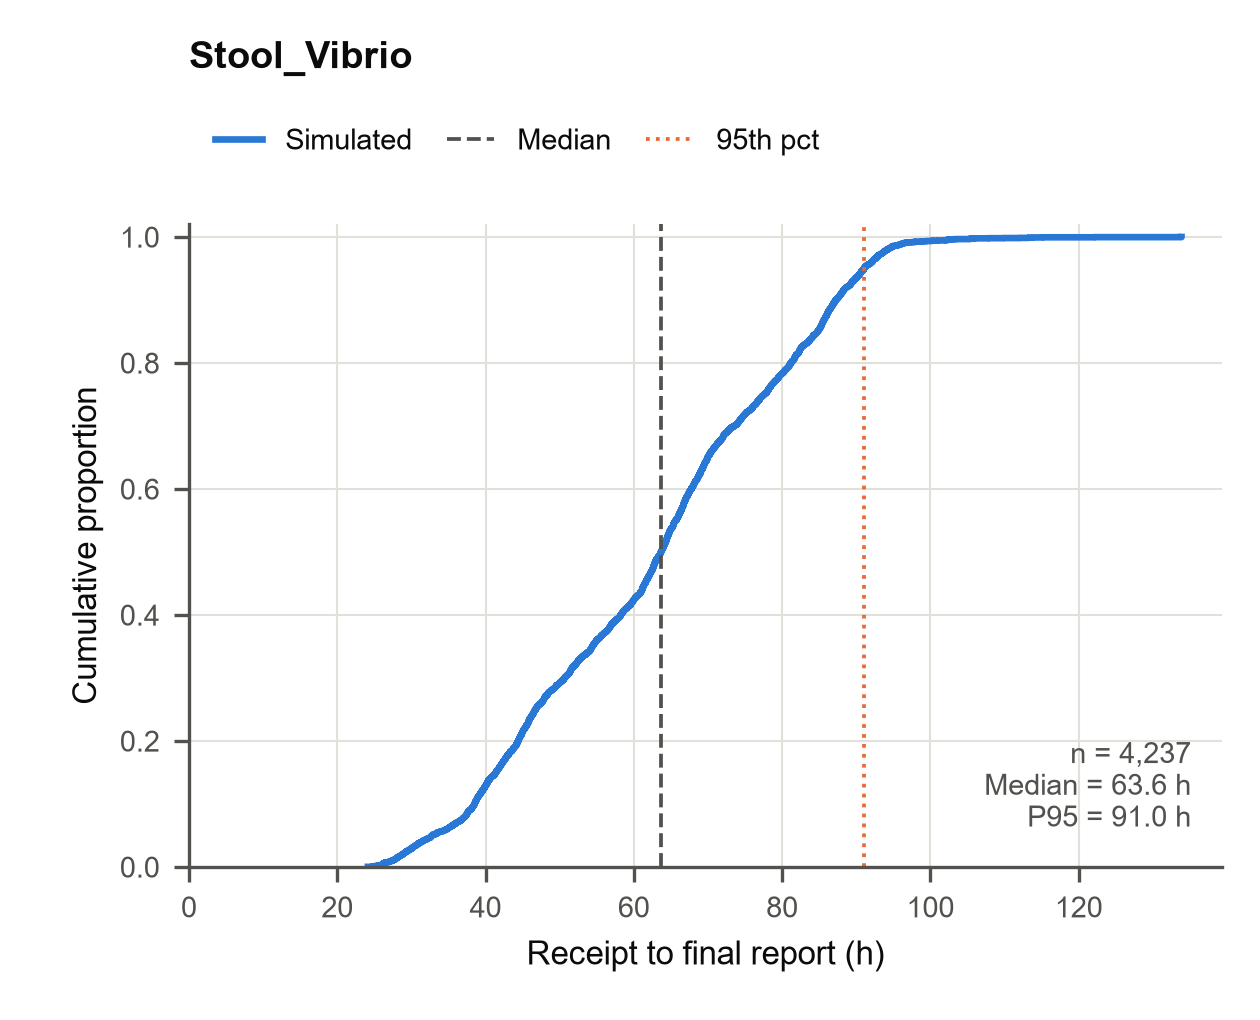 Stool_Vibrio
Simulated Median 95th pct
1.0
0.8
0.6
0.4
0.2
0.0
Cumulative proportion
n = 4,237
Median = 63.6 h
P95 = 91.0 h
0 20 40 60 80 100 120
Receipt to final report (h)